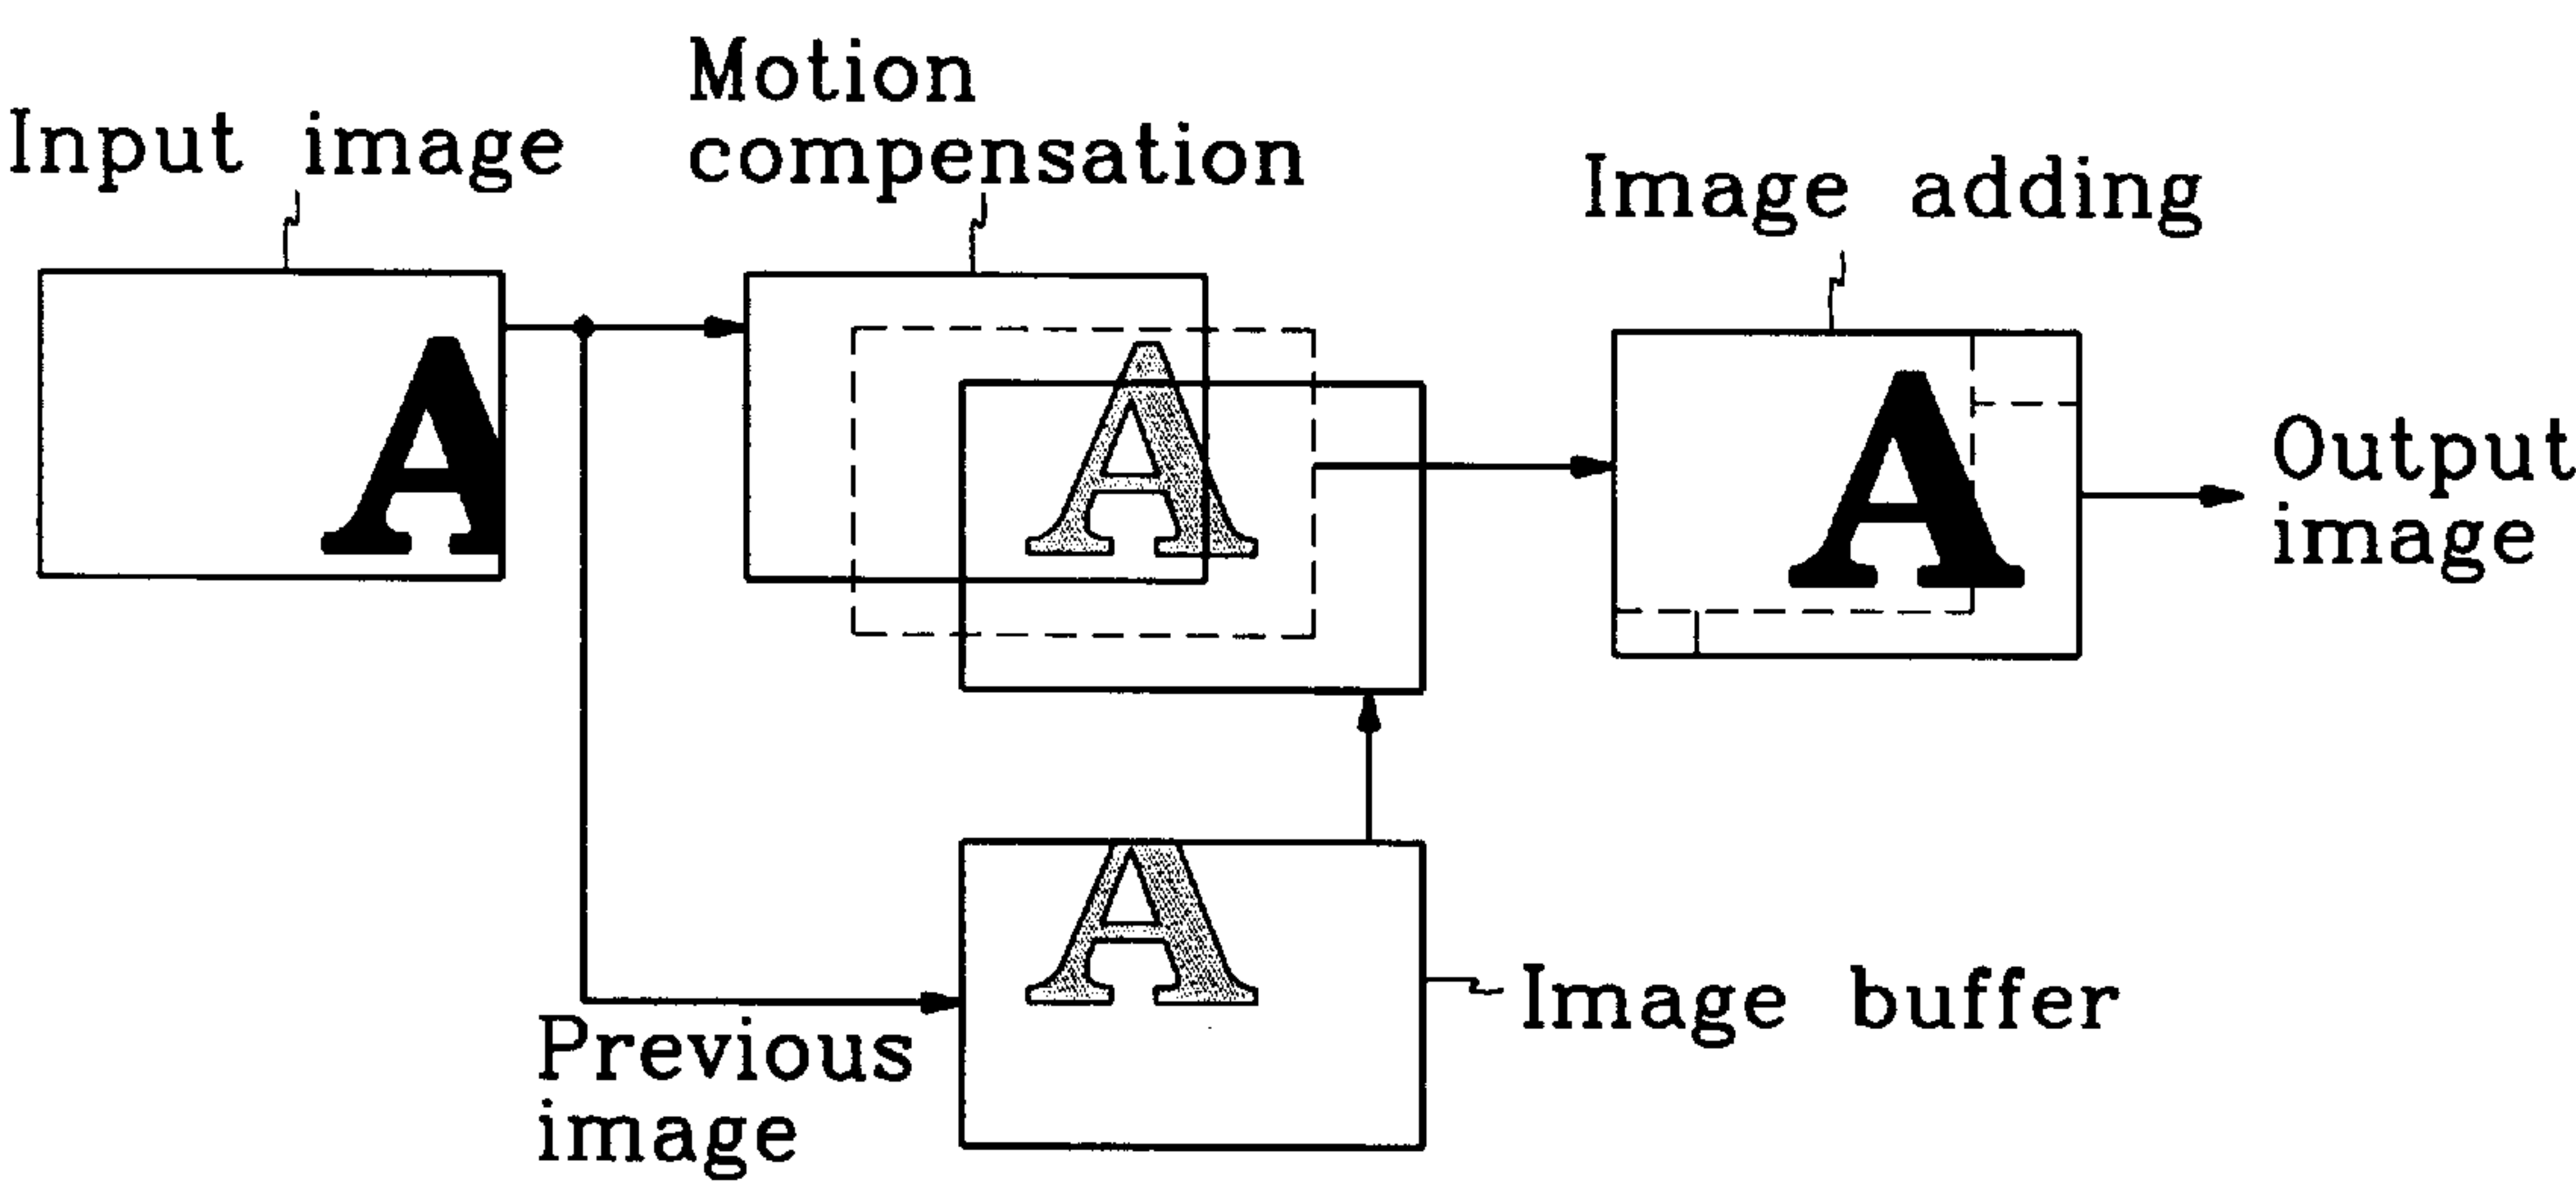 Motion
compensation
Input image
Image adding
A
A
A
Output
image
A
Image buffer
Previous
image